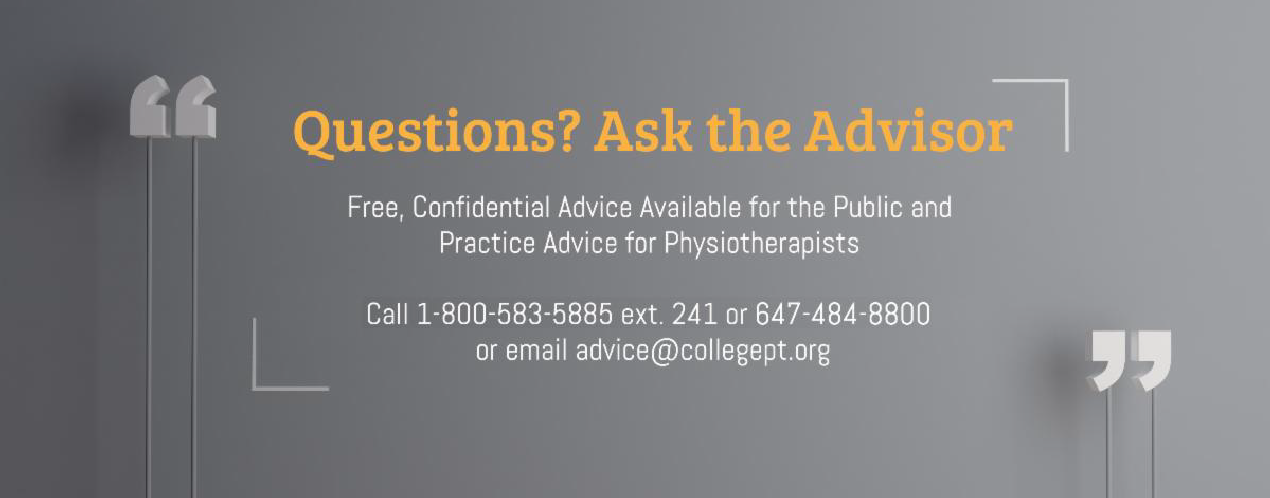 Questions? Ask the Advisor
Free, Confidential Advice Available for the Public and
Practice Advice for Physiotherapists
Call 1-800-583-5885 ext. 241 or 647-484-8800
or email advice@collegept.org